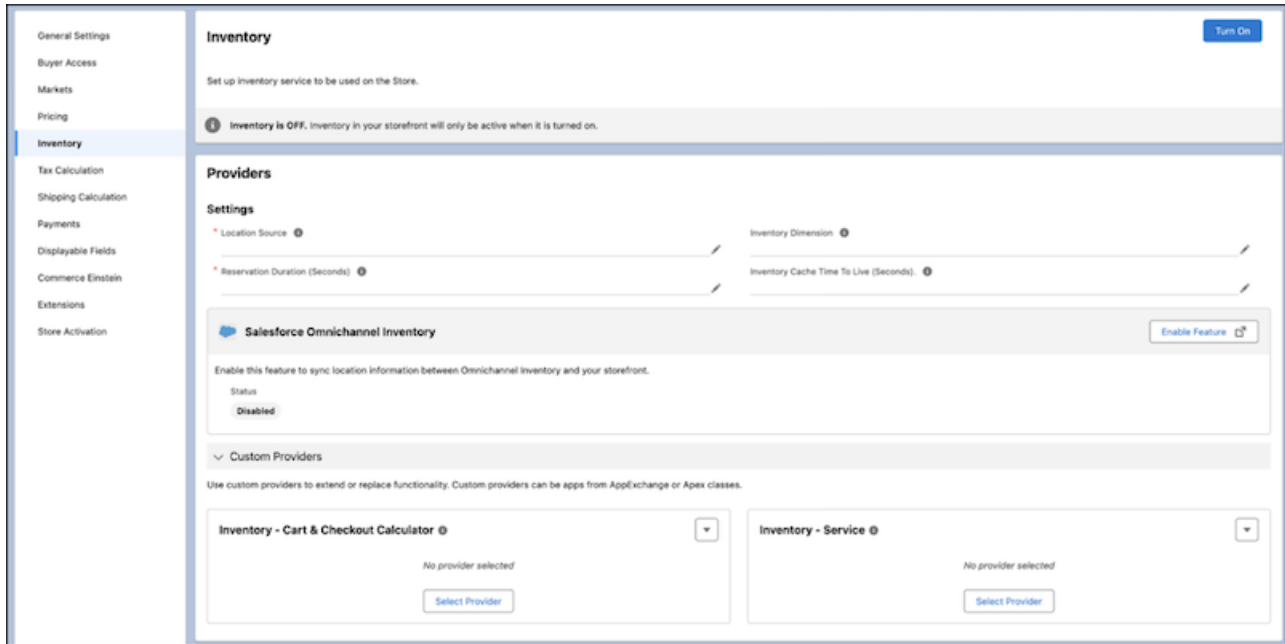 General Settings
Buyer Access
Markets
Pricing
Inventory
Tax Calculation
Shipping Calculation
Payments
Displayable Fields
Commerce Einstein
Extensions
Store Activation
Inventory
Turn On
Set up inventory service to be used on the Store.
Inventory is OFF. Inventory in your storefront will only be active when it is turned on.
Providers
Settings
* Location Source
Inventory Dimension
* Reservation Duration (Seconds)
Inventory Cache Time To Live (Seconds).
Salesforce Omnichannel Inventory
Enable Feature
Enable this feature to sync location information between Omnichannel Inventory and your storefront.
Status
Disabled
Custom Providers
Use custom providers to extend or replace functionality. Custom providers can be apps from AppExchange or Apex classes.
Inventory - Cart & Checkout Calculator
No provider selected
Select Provider
Inventory - Service
No provider selected
Select Provider